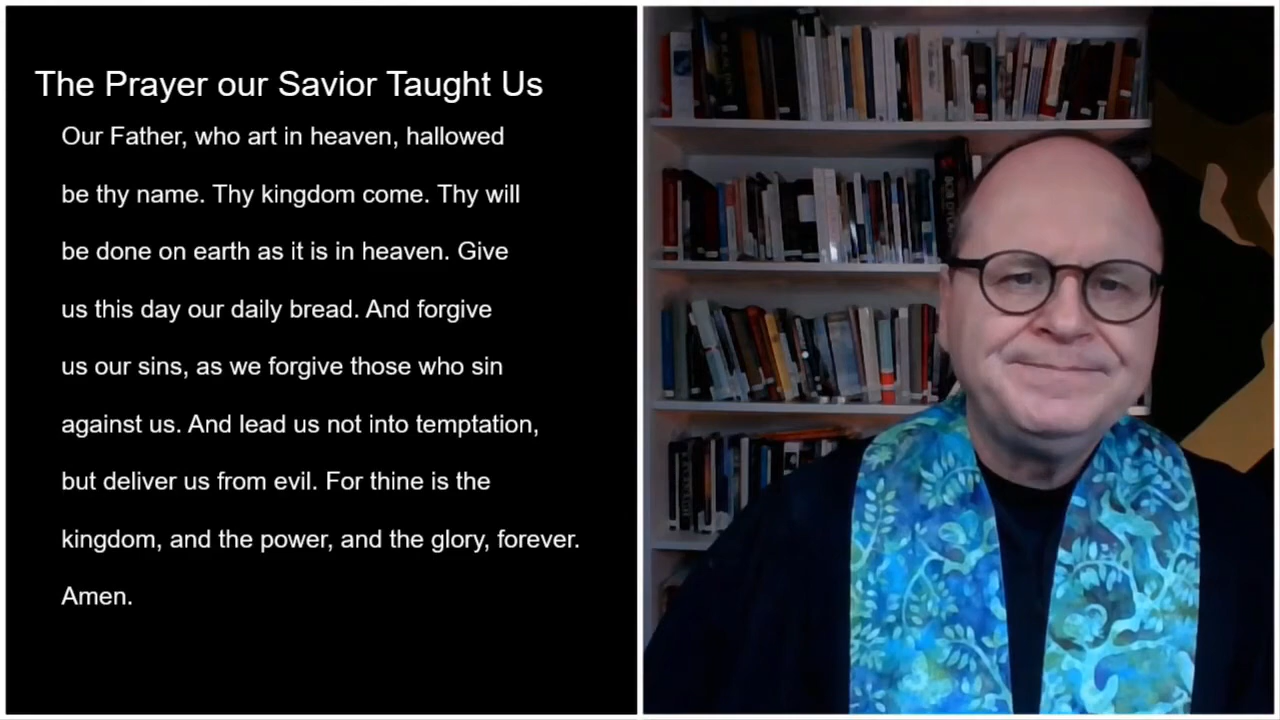 The Prayer our Savior Taught Us
Our Father, who art in heaven, hallowed
be thy name. Thy kingdom come. Thy will
be done on earth as it is in heaven. Give
us this day our daily bread. And forgive
us our sins, as we forgive those who sin
against us. And lead us not into temptation,
but deliver us from evil. For thine is the
kingdom, and the power, and the glory, forever.
Amen.